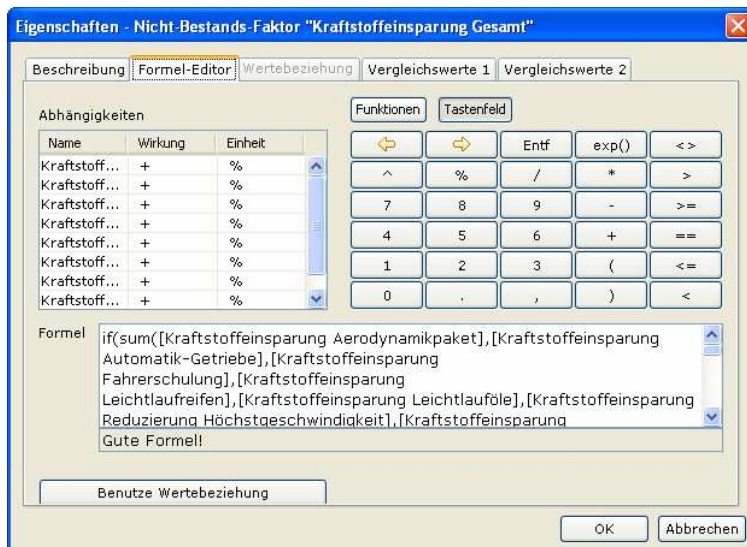 Eigenschaften - Nicht-Bestands-Faktor "Kraftstoffeinsparung Gesamt"
Beschreibung Formel-Editor Wertebeziehung Vergleichswerte 1 Vergleichswerte 2
Abhängigkeiten
Name Wirkung Einheit
Kraftstoff... + %
Kraftstoff... + %
Kraftstoff... + %
Kraftstoff... + %
Kraftstoff... + %
Kraftstoff... + %
Kraftstoff... + %
Kraftstoff... + %
Funktionen Tastenfeld
Entf exp() <>
^ % / * >
7 8 9 - >=
4 5 6 + ==
1 2 3 ( <=
0 . , ) <
Formel
if(sum([Kraftstoffeinsparung Aerodynamikpaket],[Kraftstoffeinsparung
Automatik-Getriebe],[Kraftstoffeinsparung
Fahrerschulung],[Kraftstoffeinsparung
Leichtlaufreifen],[Kraftstoffeinsparung Leichtlauföle],[Kraftstoffeinsparung
Reduzierung Höchstgeschwindigkeit],[Kraftstoffeinsparung
Gute Formel!
Benutze Wertebeziehung
OK Abbrechen